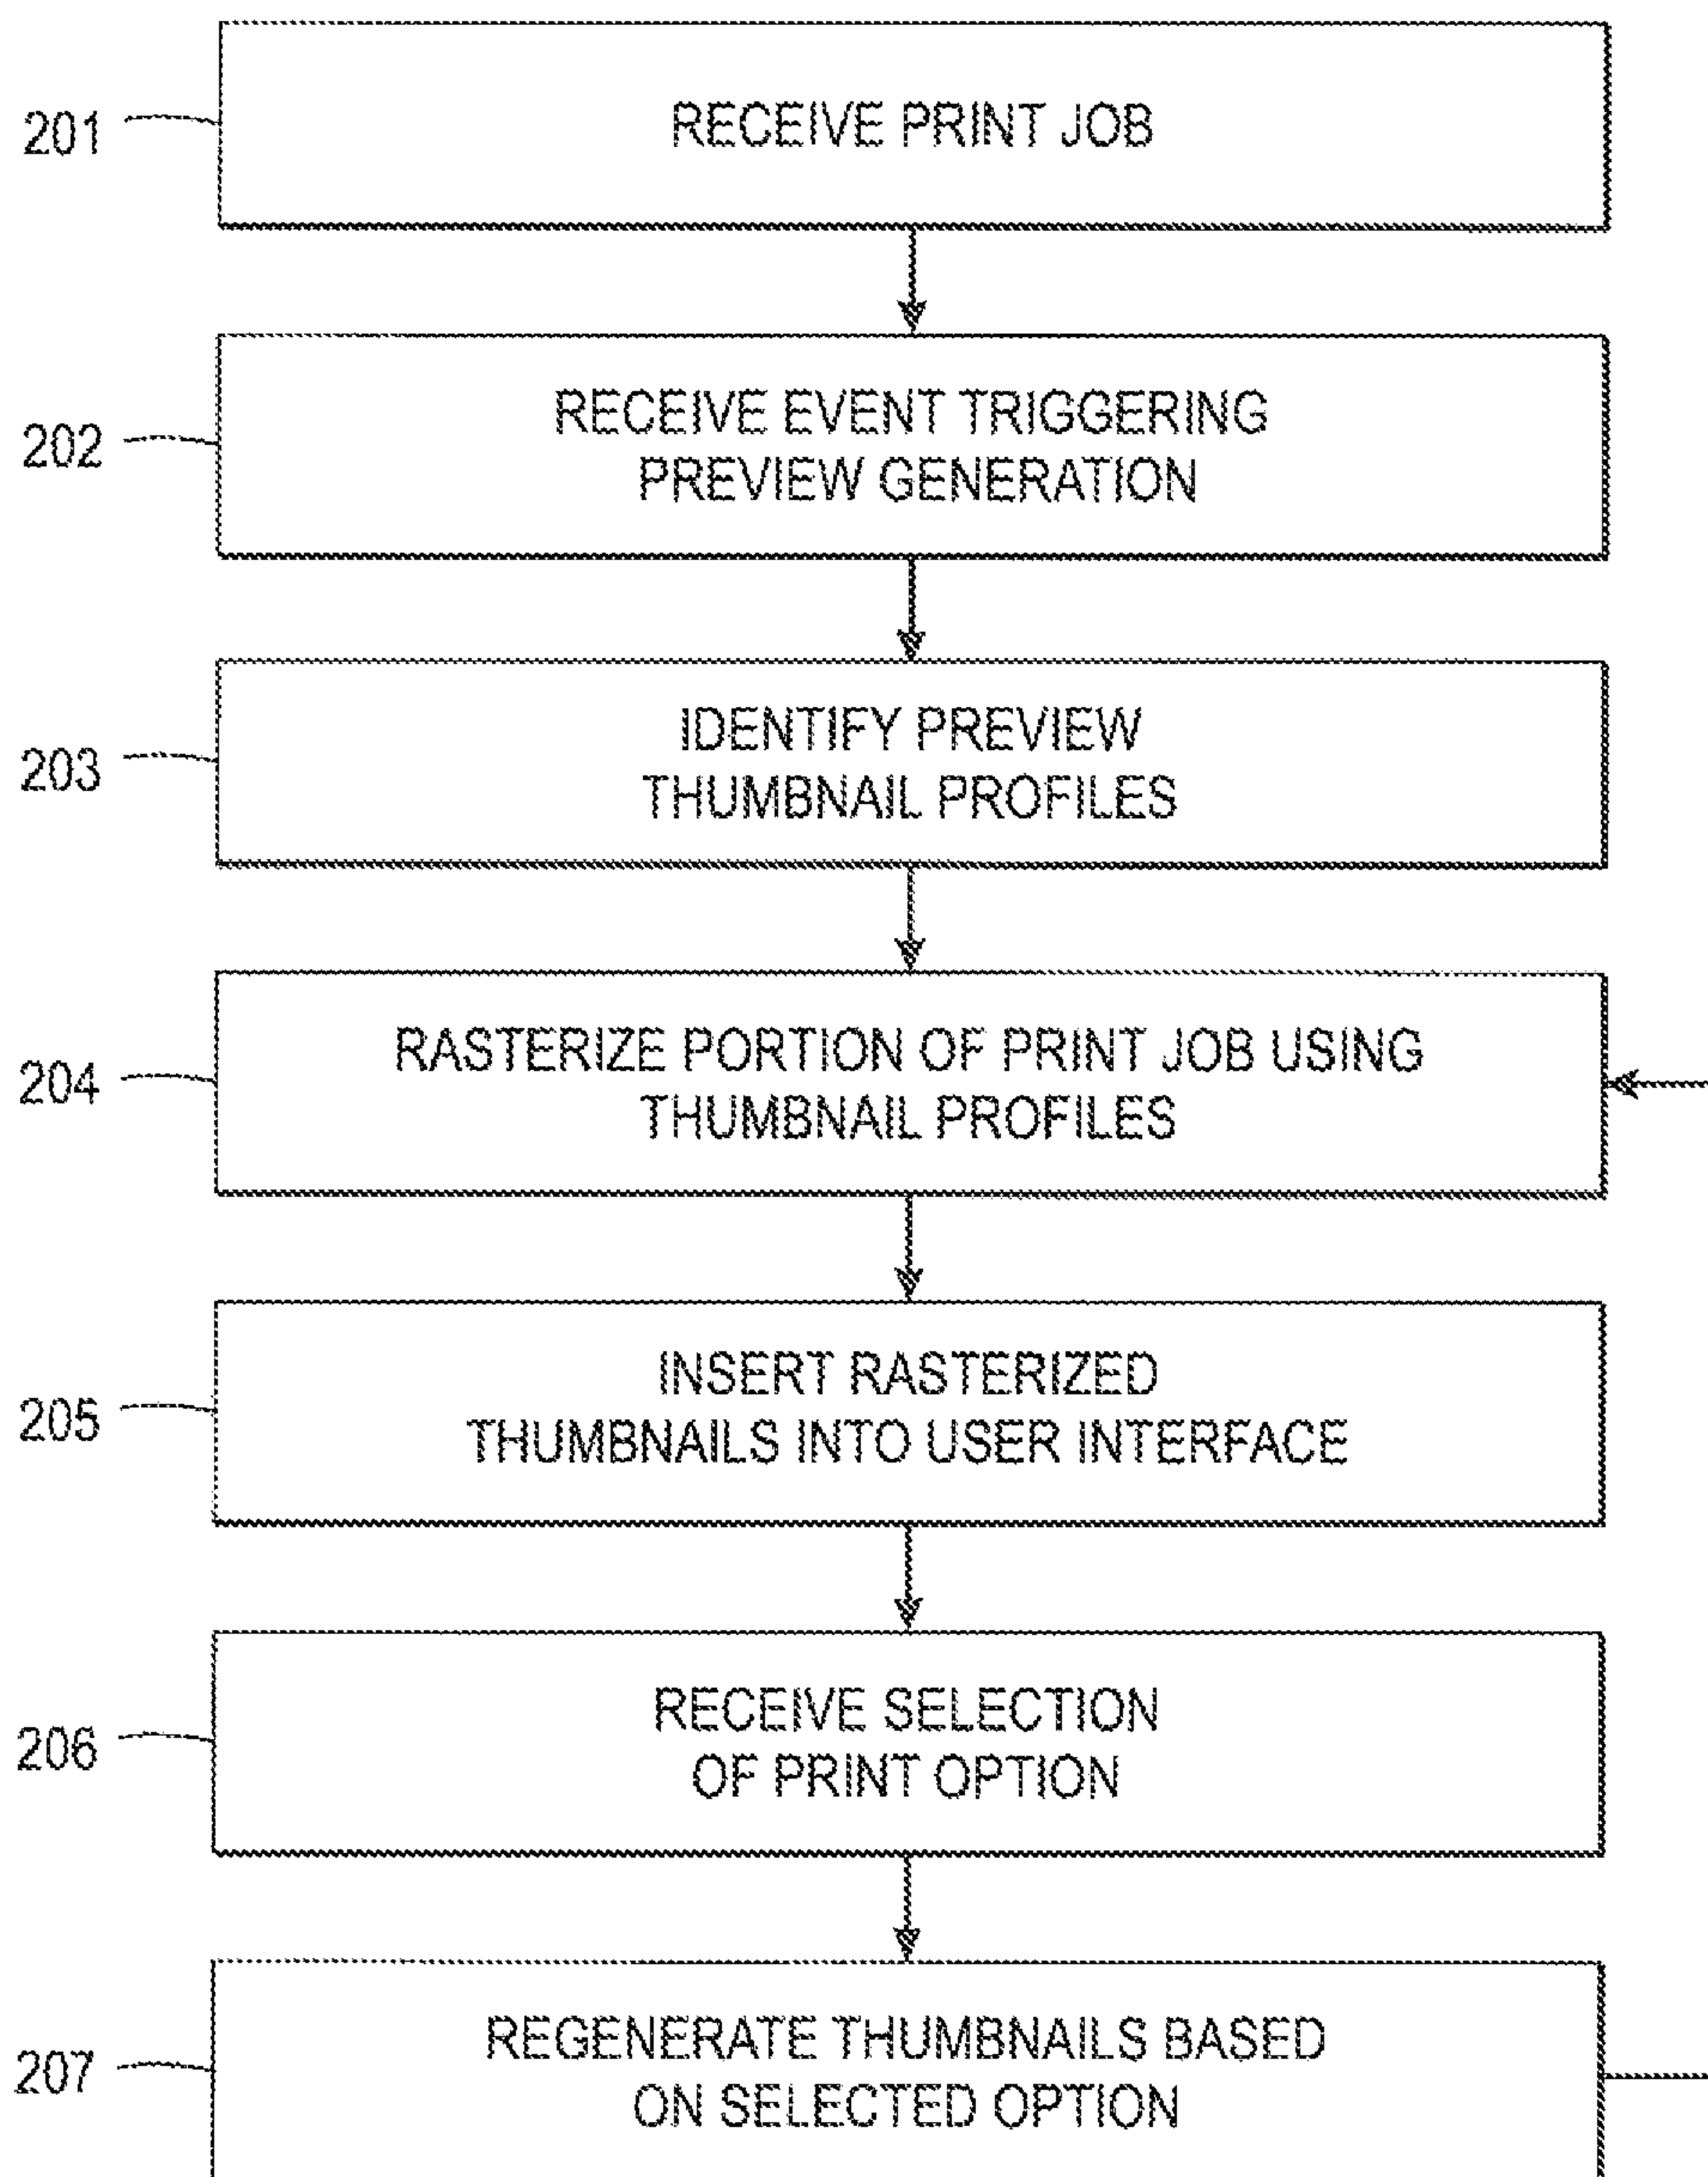 201
RECEIVE PRINT JOB
202
RECEIVE EVENT TRIGGERING
PREVIEW GENERATION
203
IDENTIFY PREVIEW
THUMBNAIL PROFILES
204
RASTERIZE PORTION OF PRINT JOB USING
THUMBNAIL PROFILES
205
INSERT RASTERIZED
THUMBNAILS INTO USER INTERFACE
206
RECEIVE SELECTION
OF PRINT OPTION
207
REGENERATE THUMBNAILS BASED
ON SELECTED OPTION